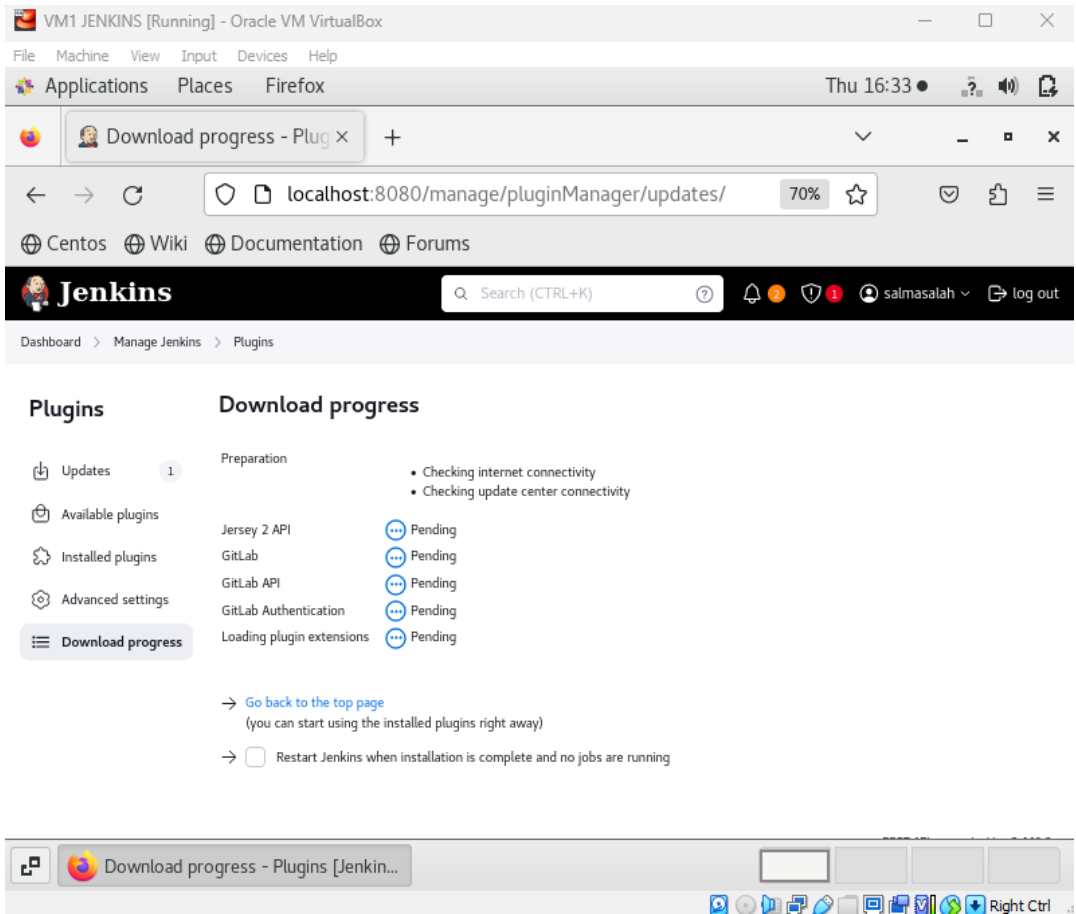 VM1 JENKINS [Running] - Oracle VM VirtualBox
File Machine View Input Devices Help
Applications Places Firefox Thu 16:33
Download progress - Plug
localhost:8080/manage/pluginManager/updates/ 70%
Centos Wiki Documentation Forums
Jenkins Search (CTRL+K) 2 1 salmasalah log out
Dashboard > Manage Jenkins > Plugins
Plugins
Updates 1
Available plugins
Installed plugins
Advanced settings
Download progress
Download progress
Preparation
• Checking internet connectivity
• Checking update center connectivity
Jersey 2 API Pending
GitLab Pending
GitLab API Pending
GitLab Authentication Pending
Loading plugin extensions Pending
→ Go back to the top page
(you can start using the installed plugins right away)
→ Restart Jenkins when installation is complete and no jobs are running
Download progress - Plugins [Jenkin...
Right Ctrl